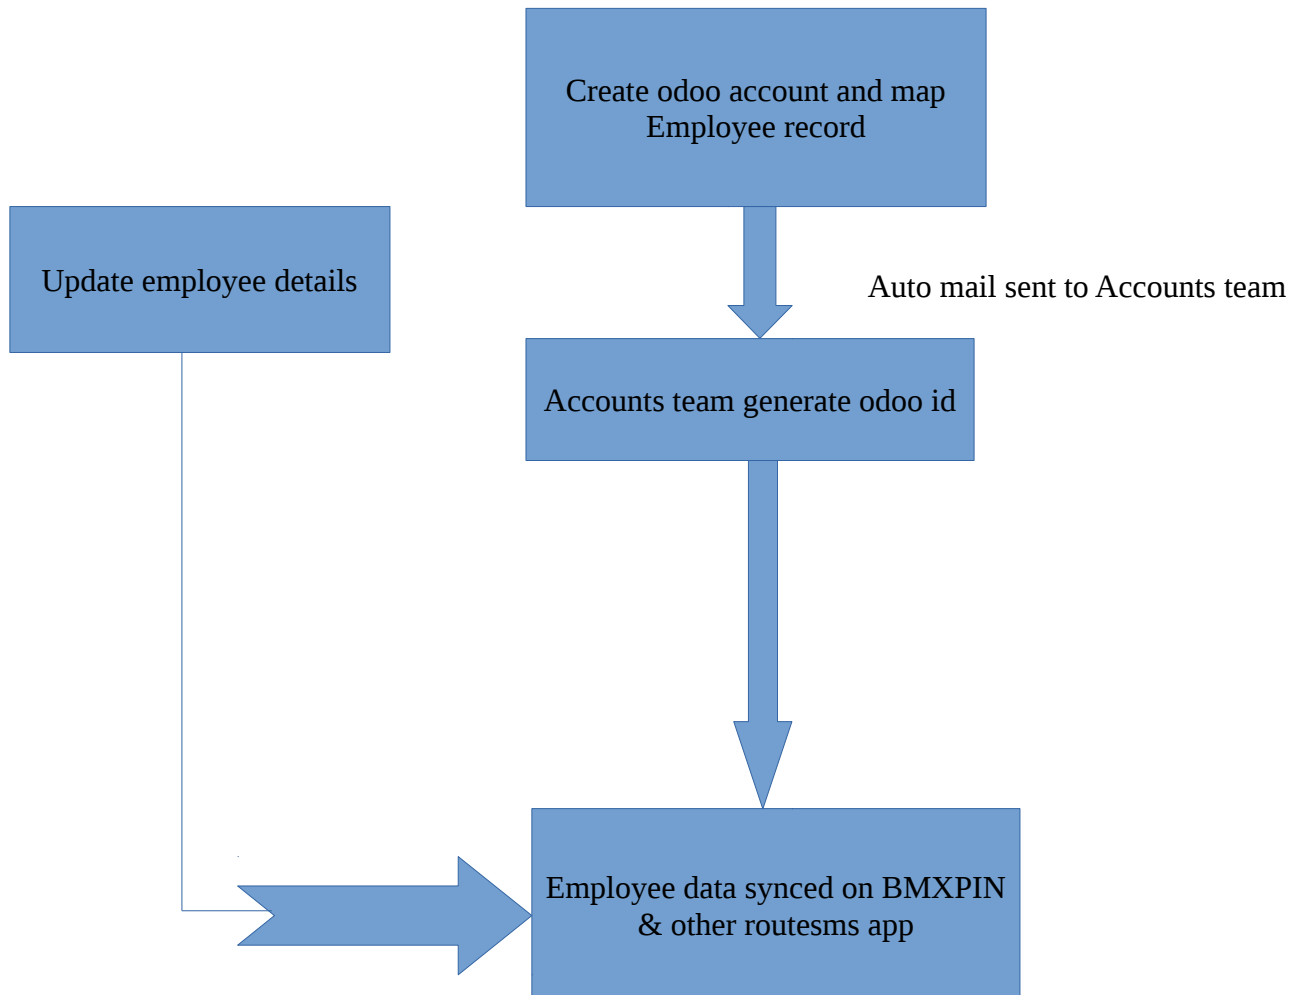 Create odoo account and map
Employee record
Update employee details
Auto mail sent to Accounts team
Accounts team generate odoo id
Employee data synced on BMXPIN
& other routesms app